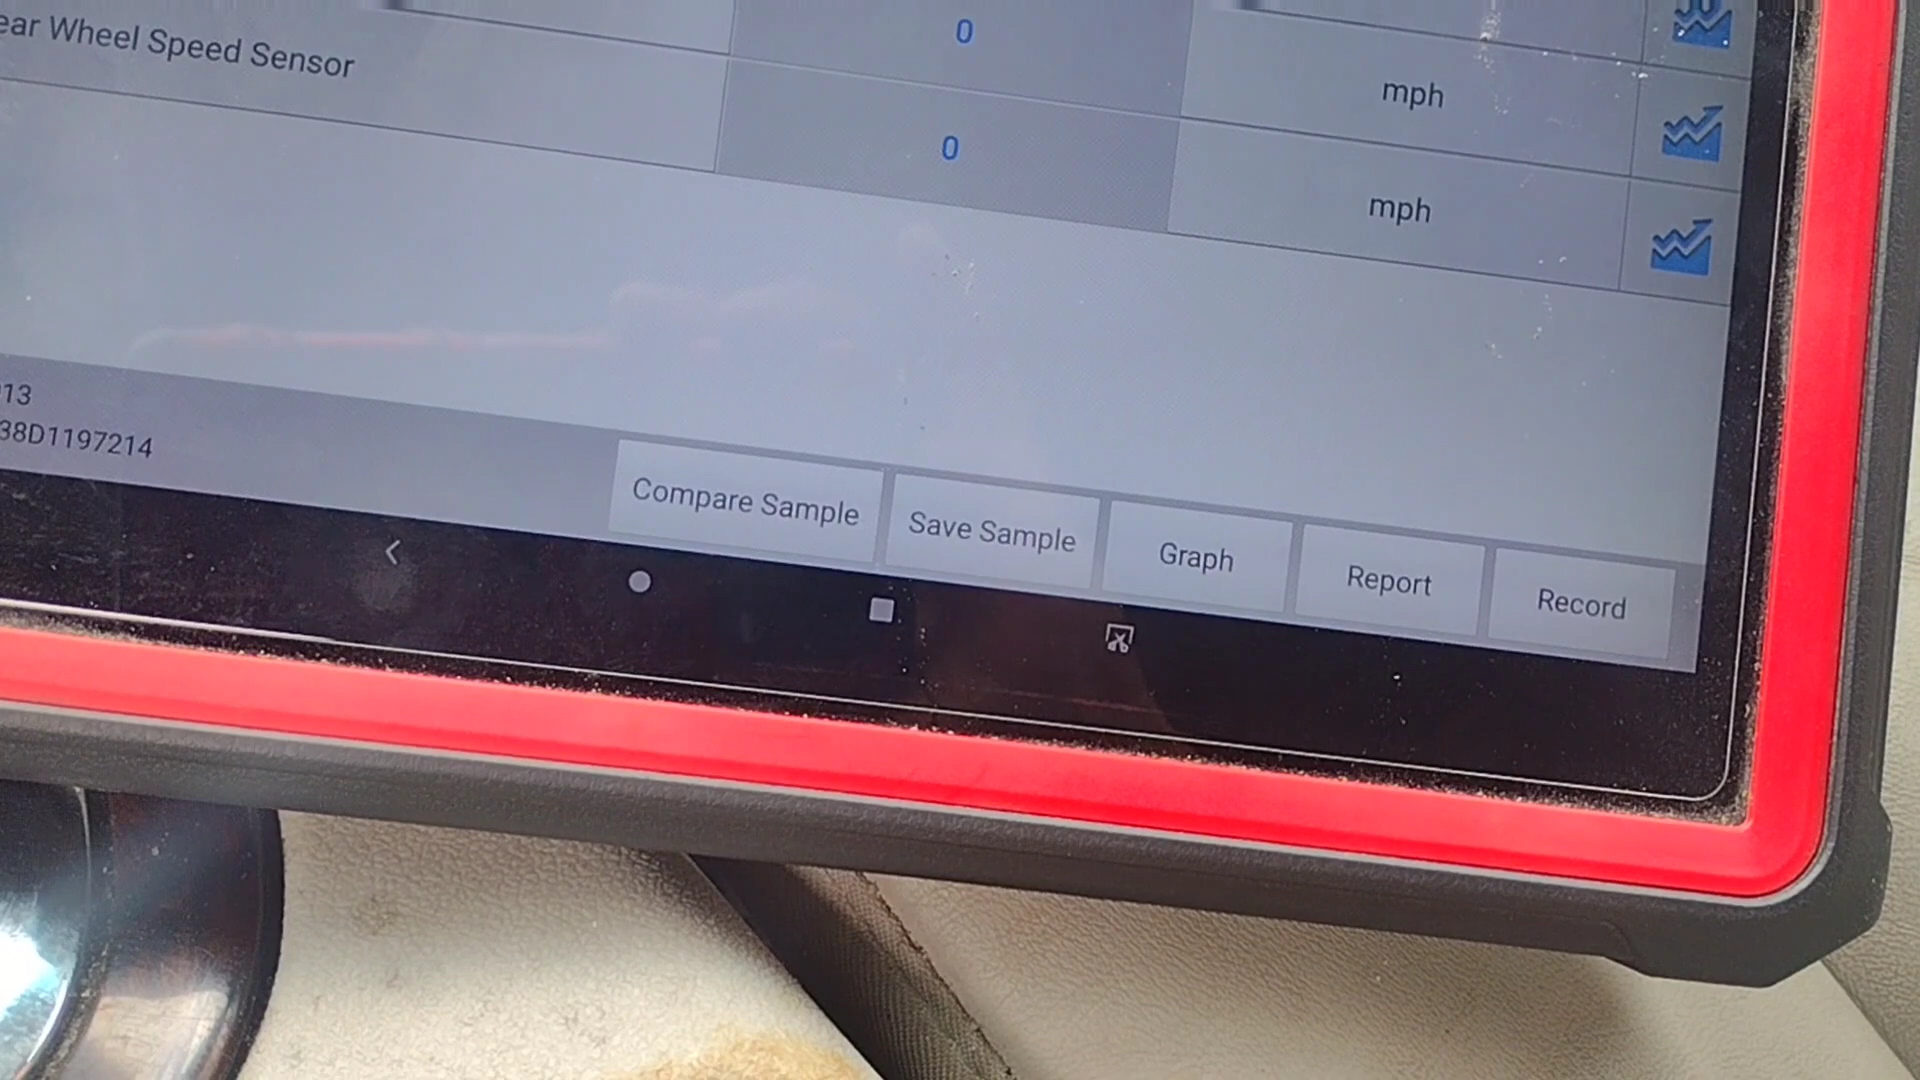 ear Wheel Speed Sensor
0
mph
0
mph
13
38D1197214
Compare Sample
Save Sample
Graph
Report
Record